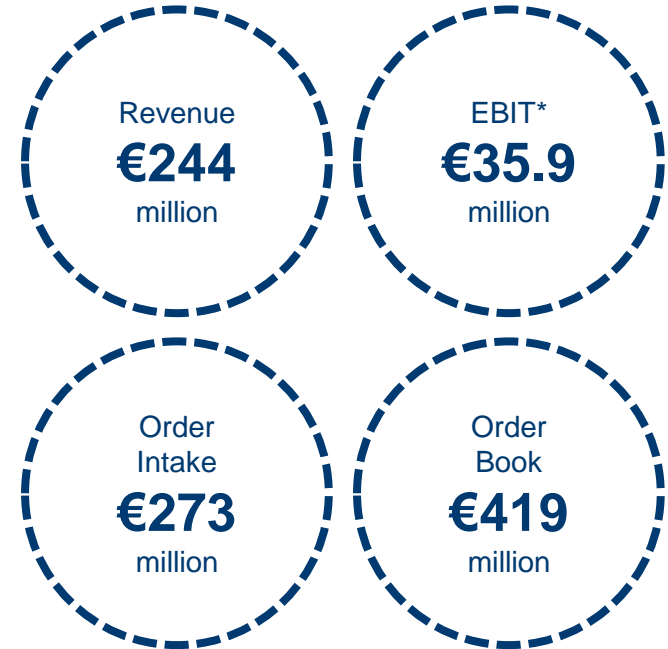 Revenue
€244
million
EBIT*
€35.9
million
Order
Intake
€273
million
Order
Book
€419
million